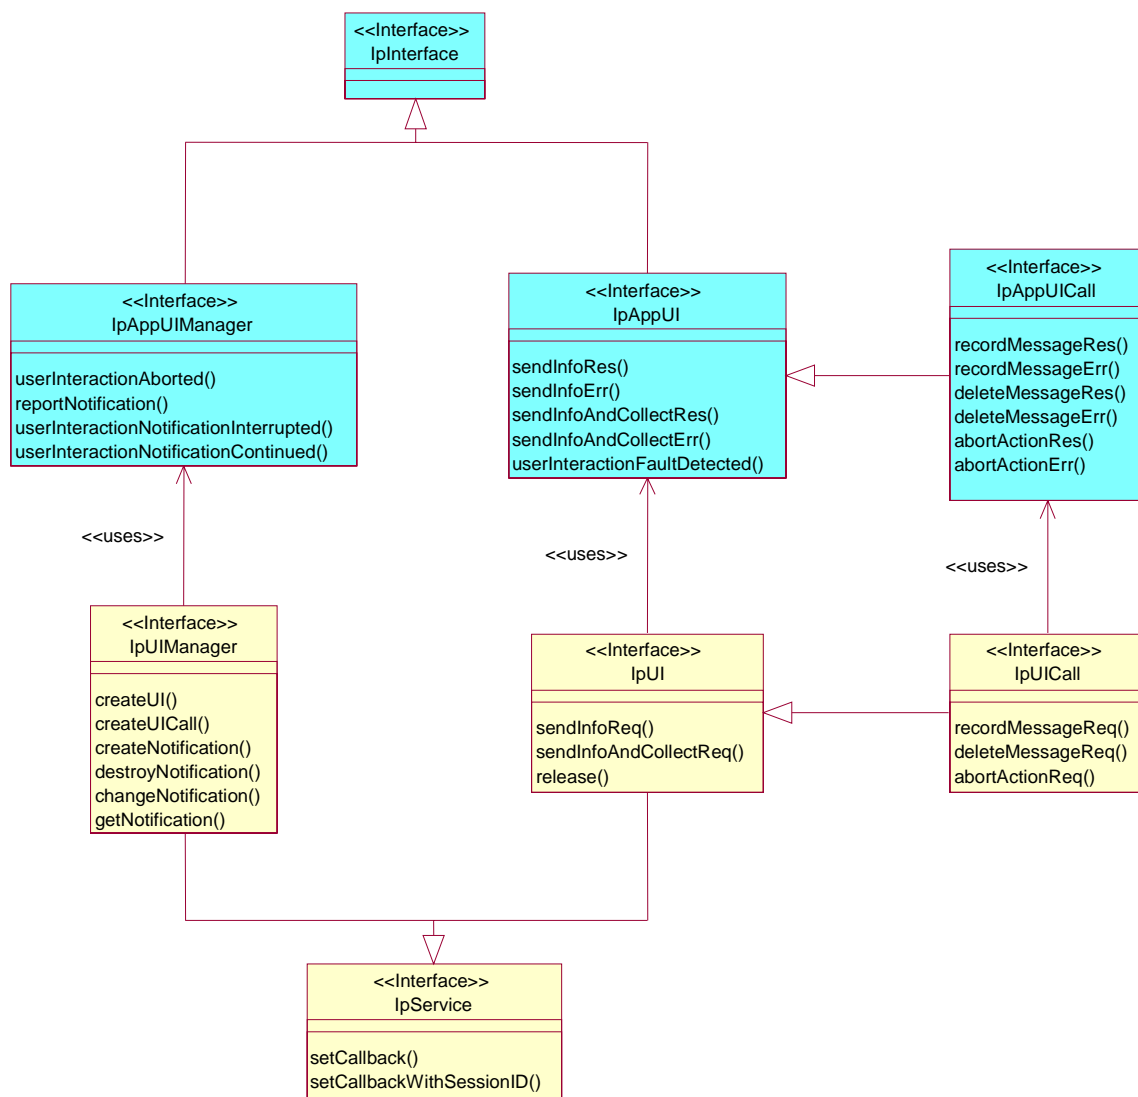 <<Interface>>
IpInterface
<<Interface>>
IpAppUIManager
userInteractionAborted()
reportNotification()
userInteractionNotificationInterrupted()
userInteractionNotificationContinued()
<<Interface>>
IpAppUI
sendInfoRes()
sendInfoErr()
sendInfoAndCollectRes()
sendInfoAndCollectErr()
userInteractionFaultDetected()
<<Interface>>
IpAppUICall
recordMessageRes()
recordMessageErr()
deleteMessageRes()
deleteMessageErr()
abortActionRes()
abortActionErr()
<<uses>>
<<uses>>
<<uses>>
<<Interface>>
IpUIManager
createUI()
createUICall()
createNotification()
destroyNotification()
changeNotification()
getNotification()
<<Interface>>
IpUI
sendInfoReq()
sendInfoAndCollectReq()
release()
<<Interface>>
IpUICall
recordMessageReq()
deleteMessageReq()
abortActionReq()
<<Interface>>
IpService
setCallback()
setCallbackWithSessionID()